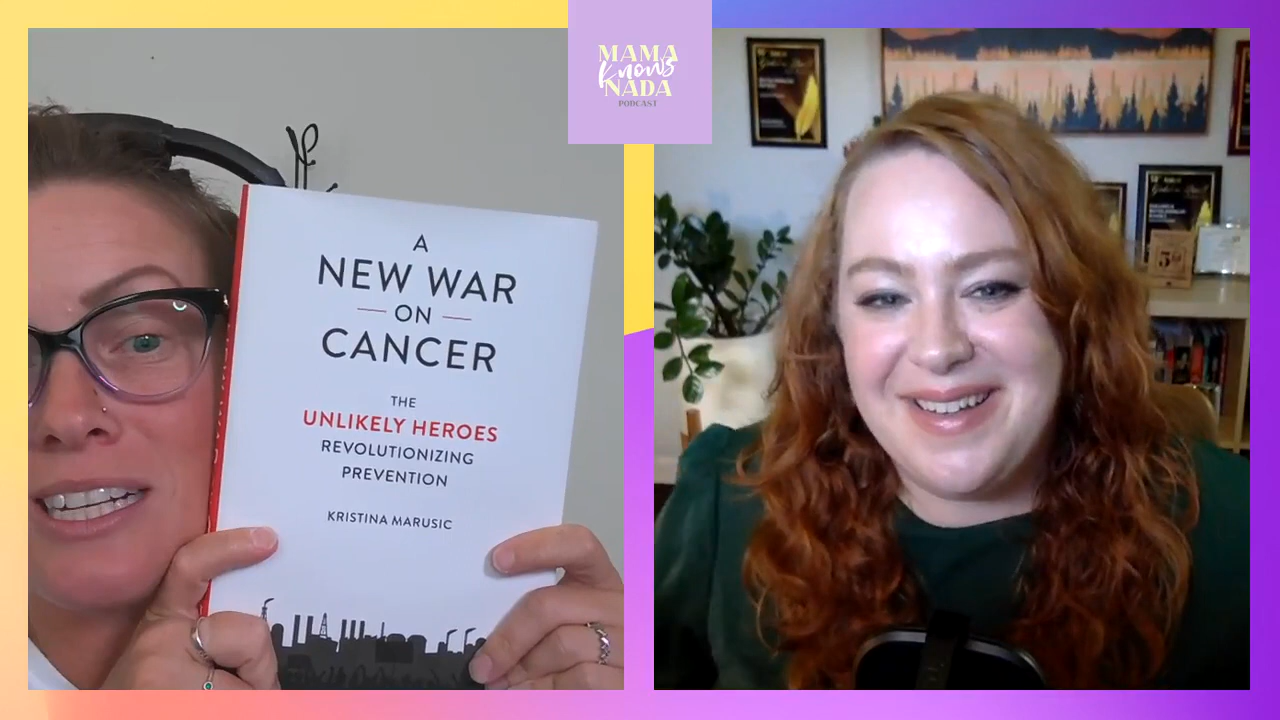 MAMA
knows
NADA
PODCAST
A
NEW WAR
ON
CANCER
THE
UNLIKELY HEROES
REVOLUTIONIZING
PREVENTION
KRISTINA MARUSIC